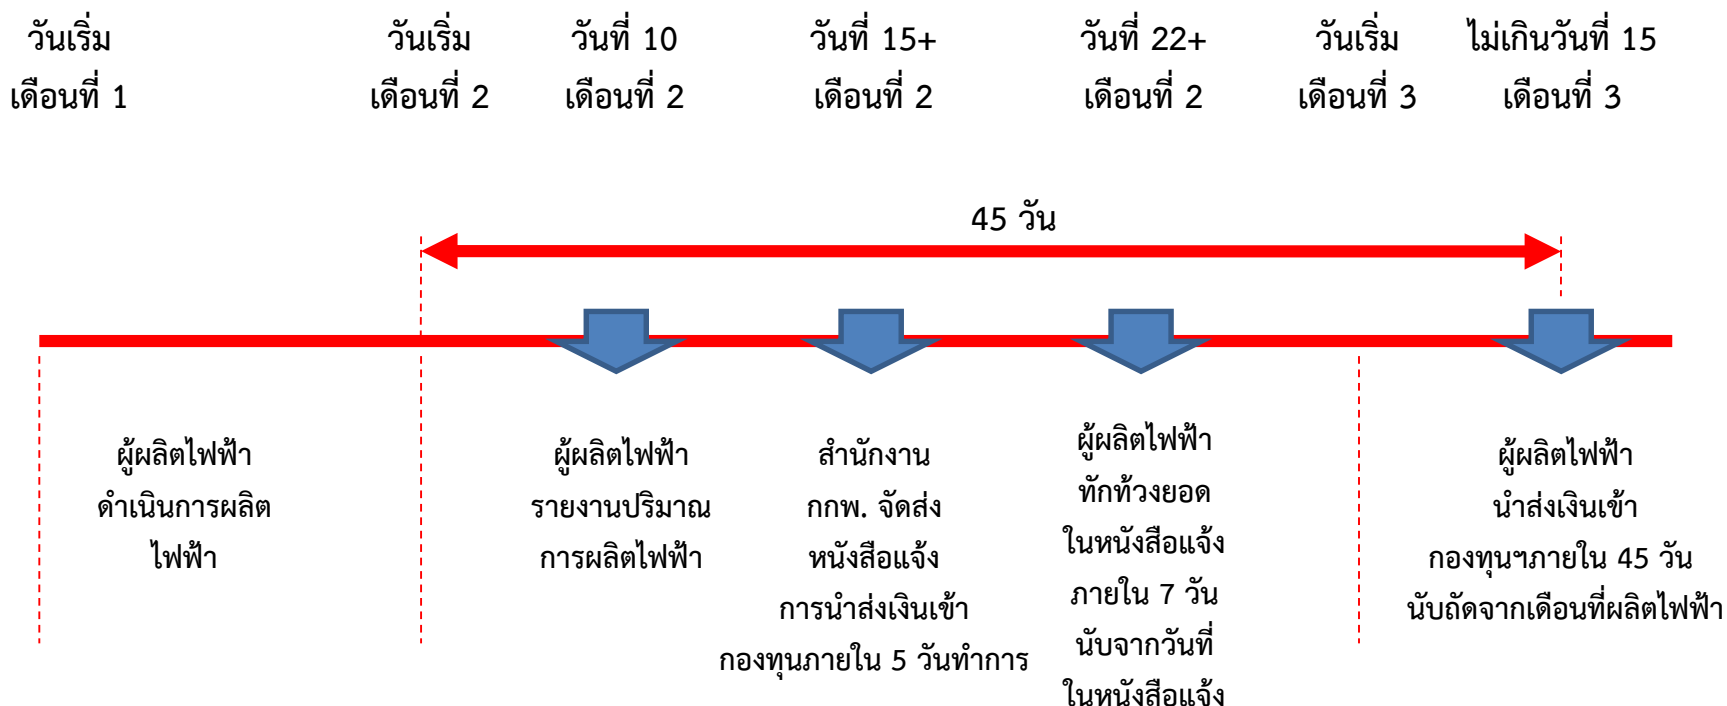 วันเริ่ม
เดือนที่ 1
วันเริ่ม
เดือนที่ 2
วันที่ 10
เดือนที่ 2
วันที่ 15+
เดือนที่ 2
วันที่ 22+
เดือนที่ 2
วันเริ่ม
เดือนที่ 3
ไม่เกินวันที่ 15
เดือนที่ 3
45 วัน
ผู้ผลิตไฟฟ้า
ดำเนินการผลิต
ไฟฟ้า
ผู้ผลิตไฟฟ้า
รายงานปริมาณ
การผลิตไฟฟ้า
สำนักงาน
กกพ. จัดส่ง
หนังสือแจ้ง
การนำส่งเงินเข้า
กองทุนภายใน 5 วันทำการ
ผู้ผลิตไฟฟ้า
ทักท้วงยอด
ในหนังสือแจ้ง
ภายใน 7 วัน
นับจากวันที่
ในหนังสือแจ้ง
ผู้ผลิตไฟฟ้า
นำส่งเงินเข้า
กองทุนฯภายใน 45 วัน
นับถัดจากเดือนที่ผลิตไฟฟ้า